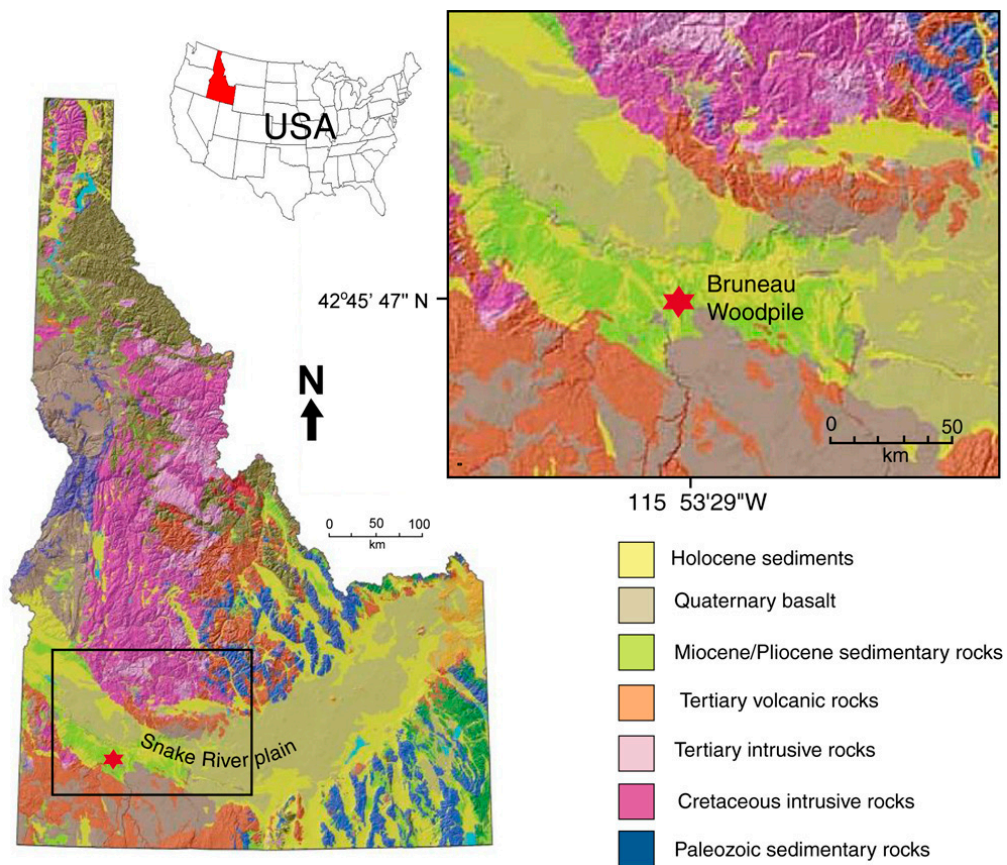 USA
42°45' 47" N
Bruneau
Woodpile
0 50
km
115 53'29"W
N
0 50 100
km
Snake River plain
Holocene sediments
Quaternary basalt
Miocene/Pliocene sedimentary rocks
Tertiary volcanic rocks
Tertiary intrusive rocks
Cretaceous intrusive rocks
Paleozoic sedimentary rocks